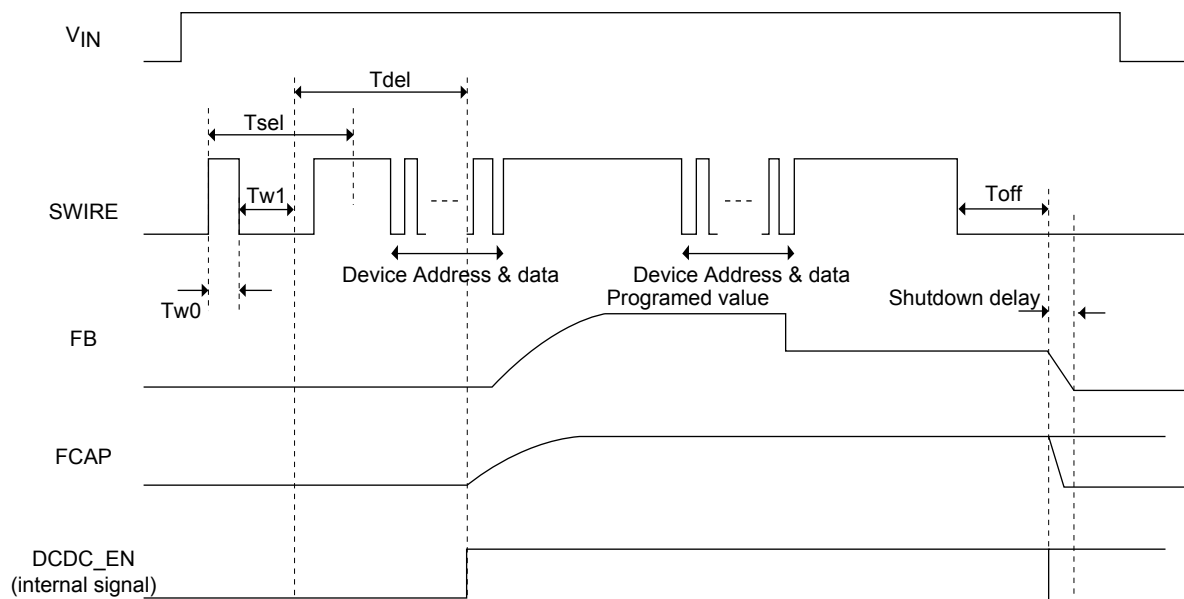 VIN
Tdel
Tsel
Tw1
SWIRE
Toff
Device Address & data
Device Address & data
Tw0
Programed value
Shutdown delay
FB
FCAP
DCDC_EN
(internal signal)